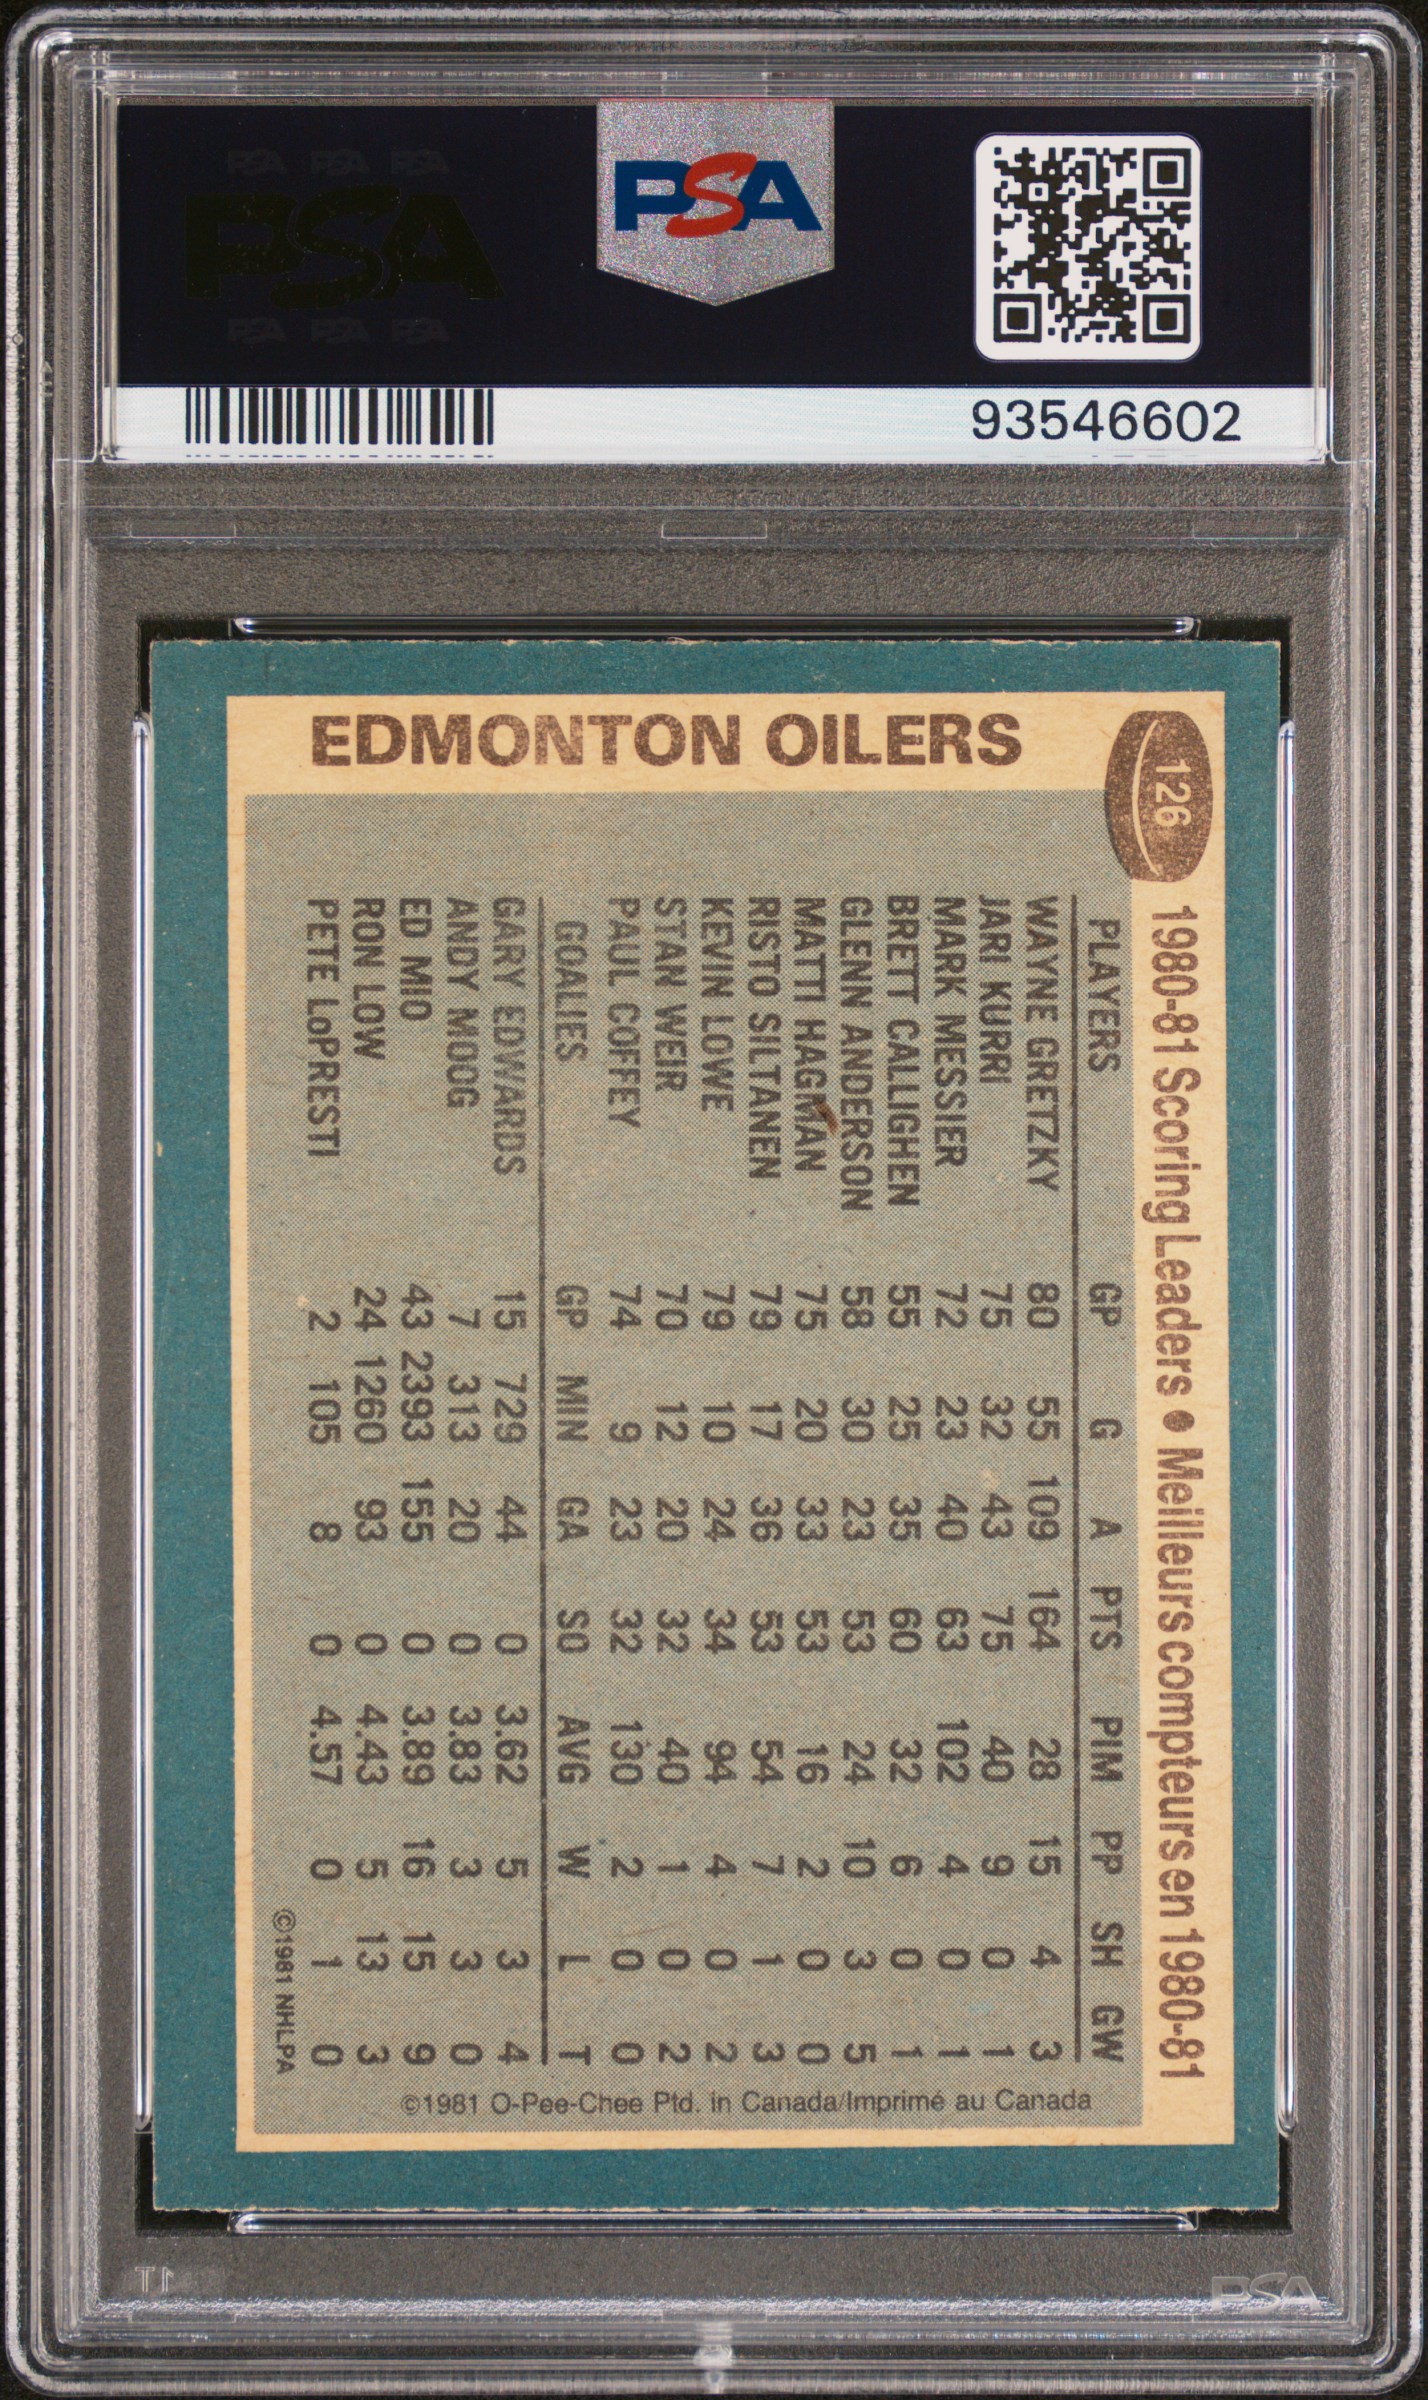 PSA PSA PSA
PSA
PSA PSA PSA
PSA
93546602
EDMONTON OILERS
126
1980-81 Scoring Leaders • Meilleurs compteurs en 1980-81
PLAYERS GP G A PTS PIM PP SH GW
WAYNE GRETZKY 80 55 109 164 28 15 4 3
JARI KURRI 75 32 43 75 40 9 0 1
MARK MESSIER 72 23 40 63 102 4 0 1
BRETT CALLIGHEN 55 25 35 60 32 6 0 1
GLENN ANDERSON 58 30 23 53 24 10 3 5
MATTI HAGMAN 75 20 33 53 16 2 0 0
RISTO SILTANEN 79 17 36 53 54 7 1 3
KEVIN LOWE 79 10 24 34 94 4 0 2
STAN WEIR 70 12 20 32 40 1 0 2
PAUL COFFEY 74 9 23 32 130 2 0 0
GOALIES GP MIN GA SO AVG W L T
GARY EDWARDS 15 729 44 0 3.62 5 3 4
ANDY MOOG 7 313 20 0 3.83 3 3 0
ED MIO 43 2393 155 0 3.89 16 15 9
RON LOW 24 1260 93 0 4.43 5 13 3
PETE LoPRESTI 2 105 8 0 4.57 0 1 0
©1981 NHLPA
©1981 O-Pee-Chee Ptd. in Canada/Imprimé au Canada
PSA